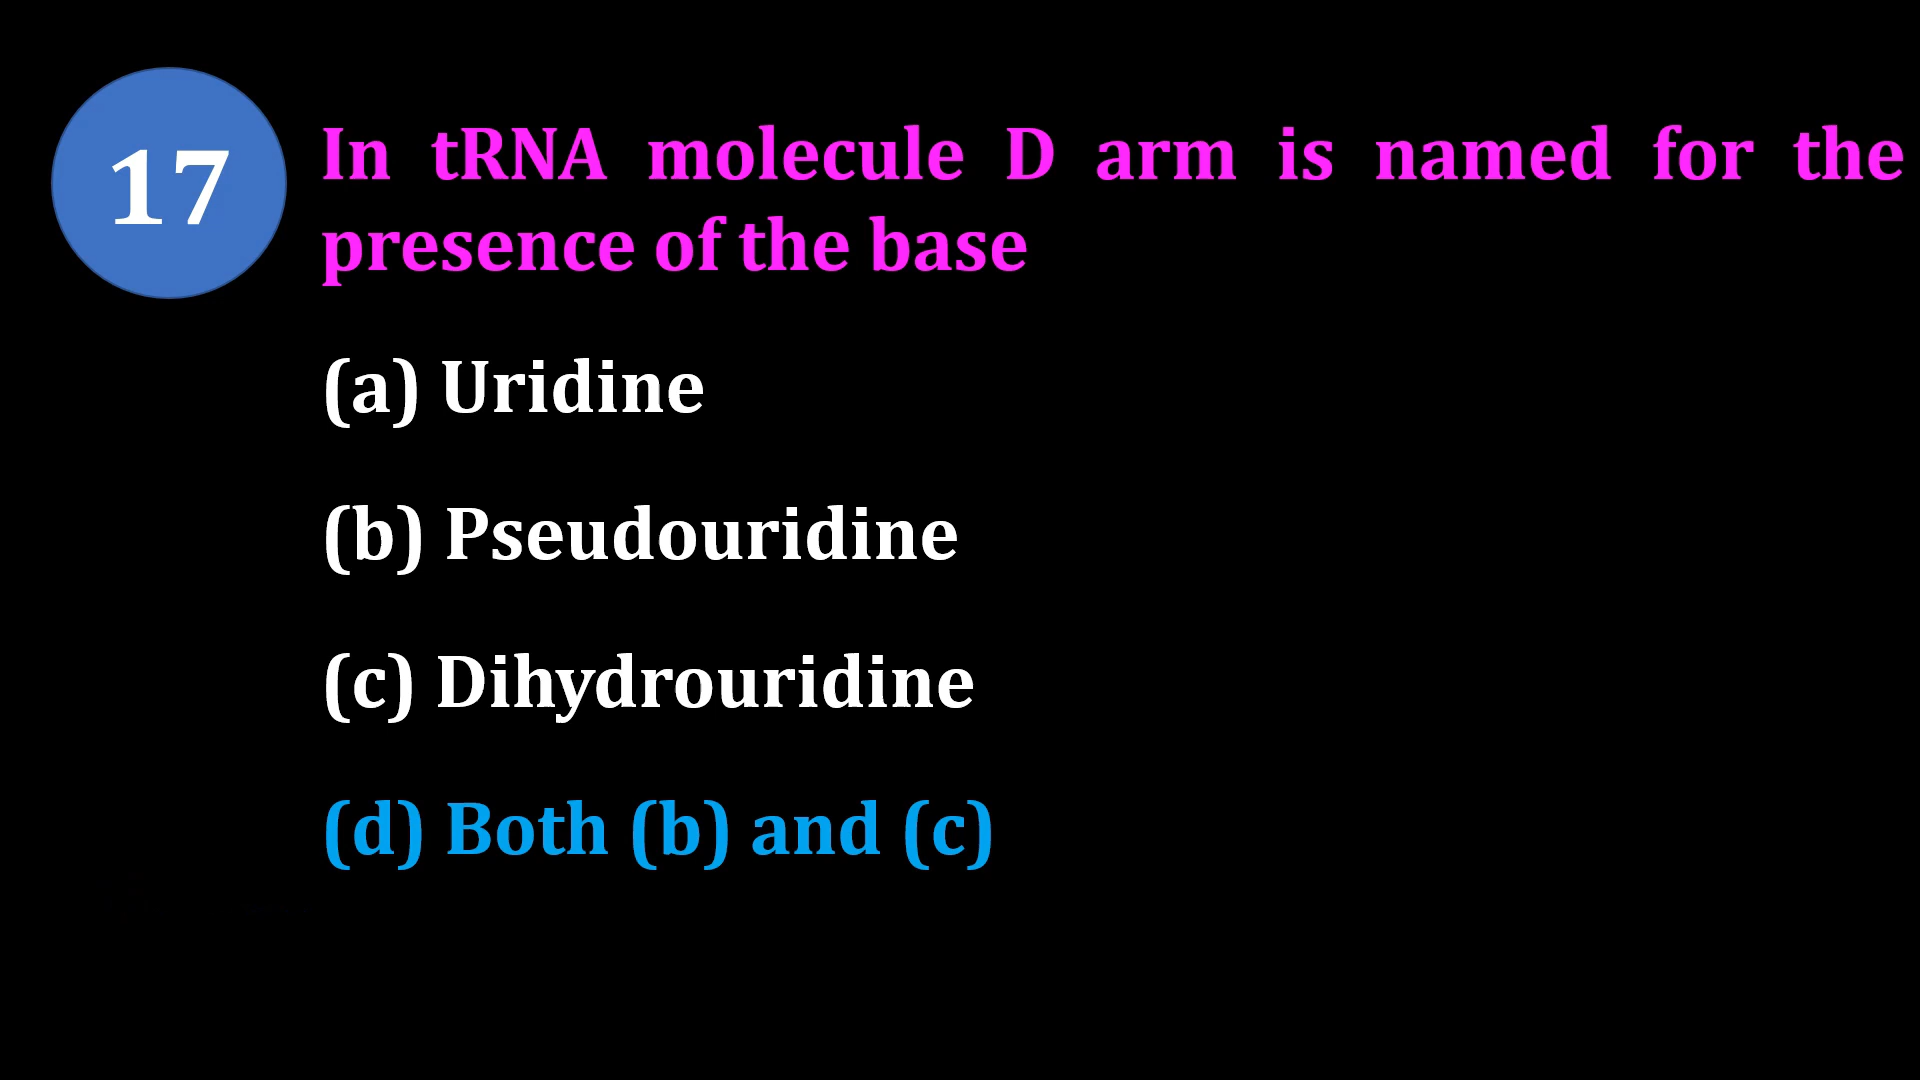 17
In tRNA molecule D arm is named for the
presence of the base
(a) Uridine
(b) Pseudouridine
(c) Dihydrouridine
(d) Both (b) and (c)